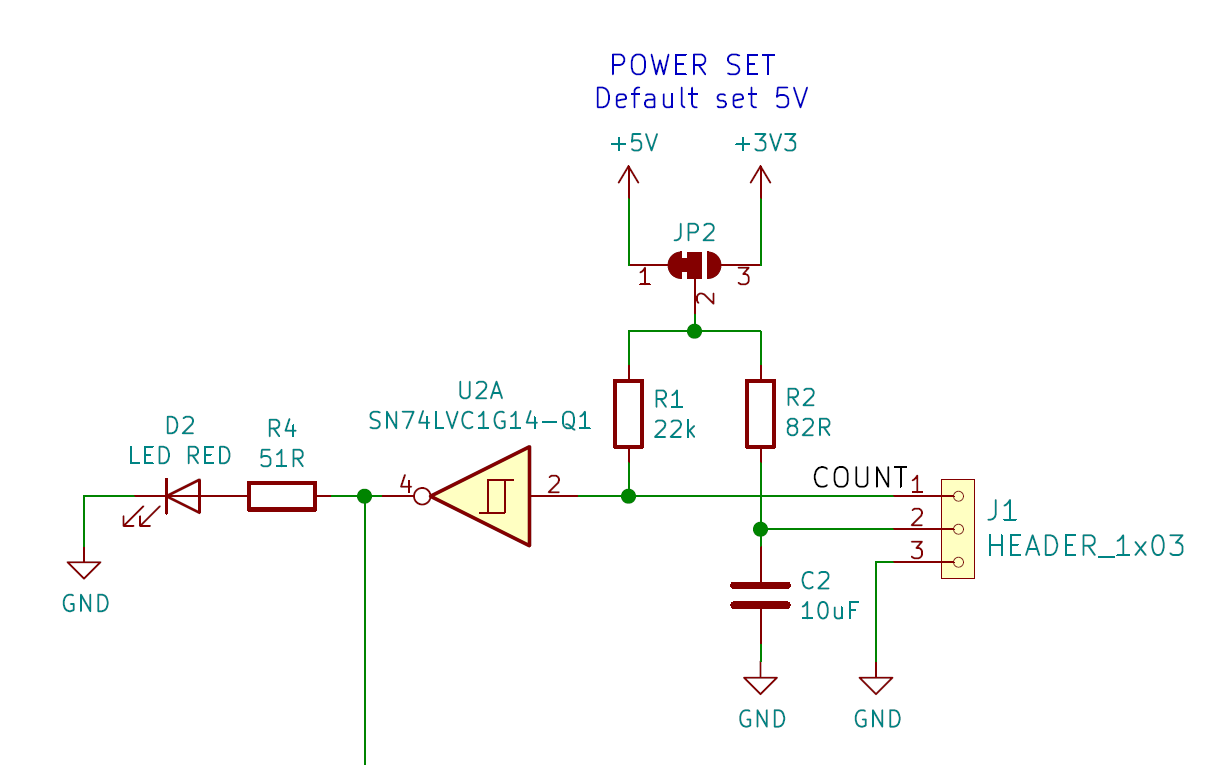 POWER SET
Default set 5V
+5V
+3V3
JP2
1
3
2
U2A
SN74LVC1G14-Q1
R1
22k
R2
82R
D2
LED RED
R4
51R
4
2
COUNT
1
2
3
J1
HEADER_1x03
C2
10uF
GND
GND
GND